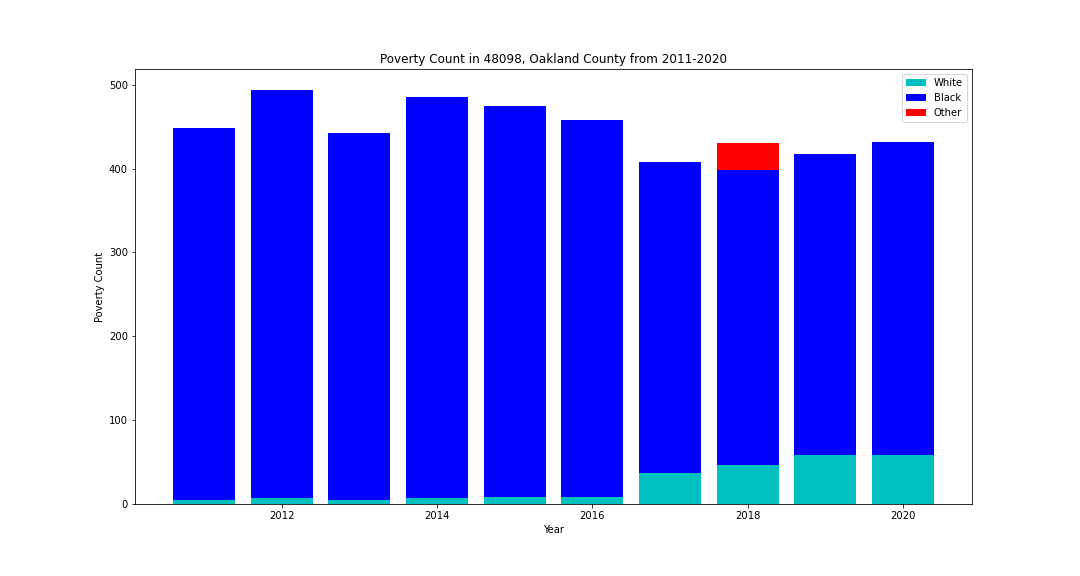 Poverty Count in 48098, Oakland County from 2011-2020
White
Black
Other
500
400
300
200
100
0
Poverty Count
2012
2014
2016
2018
2020
Year